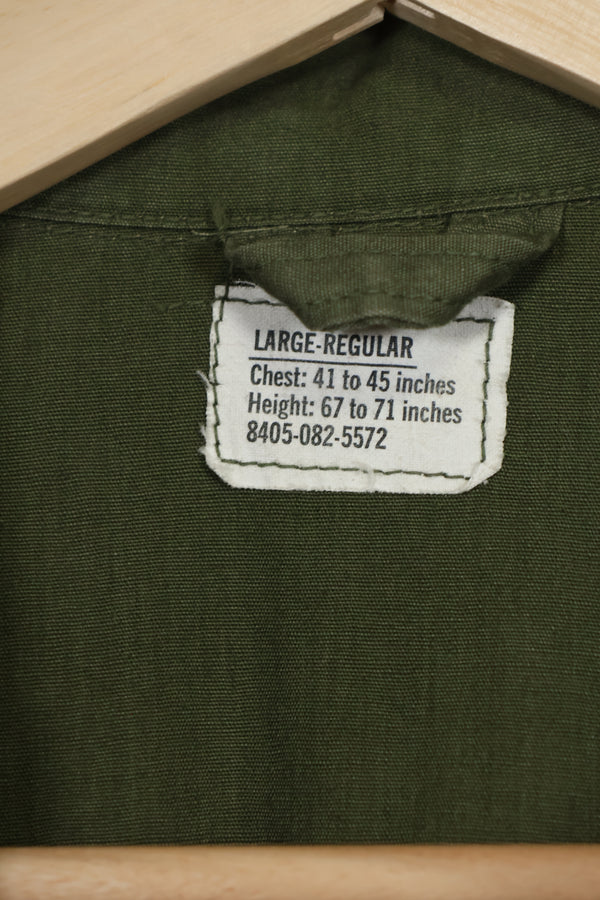 LARGE-REGULAR
Chest: 41 to 45 inches
Height: 67 to 71 inches
8405-082-5572